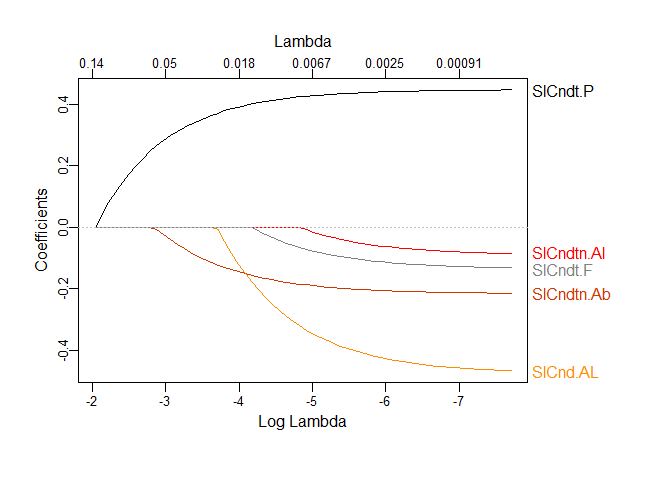 Lambda
0.14 0.05 0.018 0.0067 0.0025 0.00091
Coefficients
0.4
0.2
0.0
-0.2
-0.4
SlCndt.P
SlCndtn.Al
SlCndt.F
SlCndtn.Ab
SlCnd.AL
-2 -3 -4 -5 -6 -7
Log Lambda